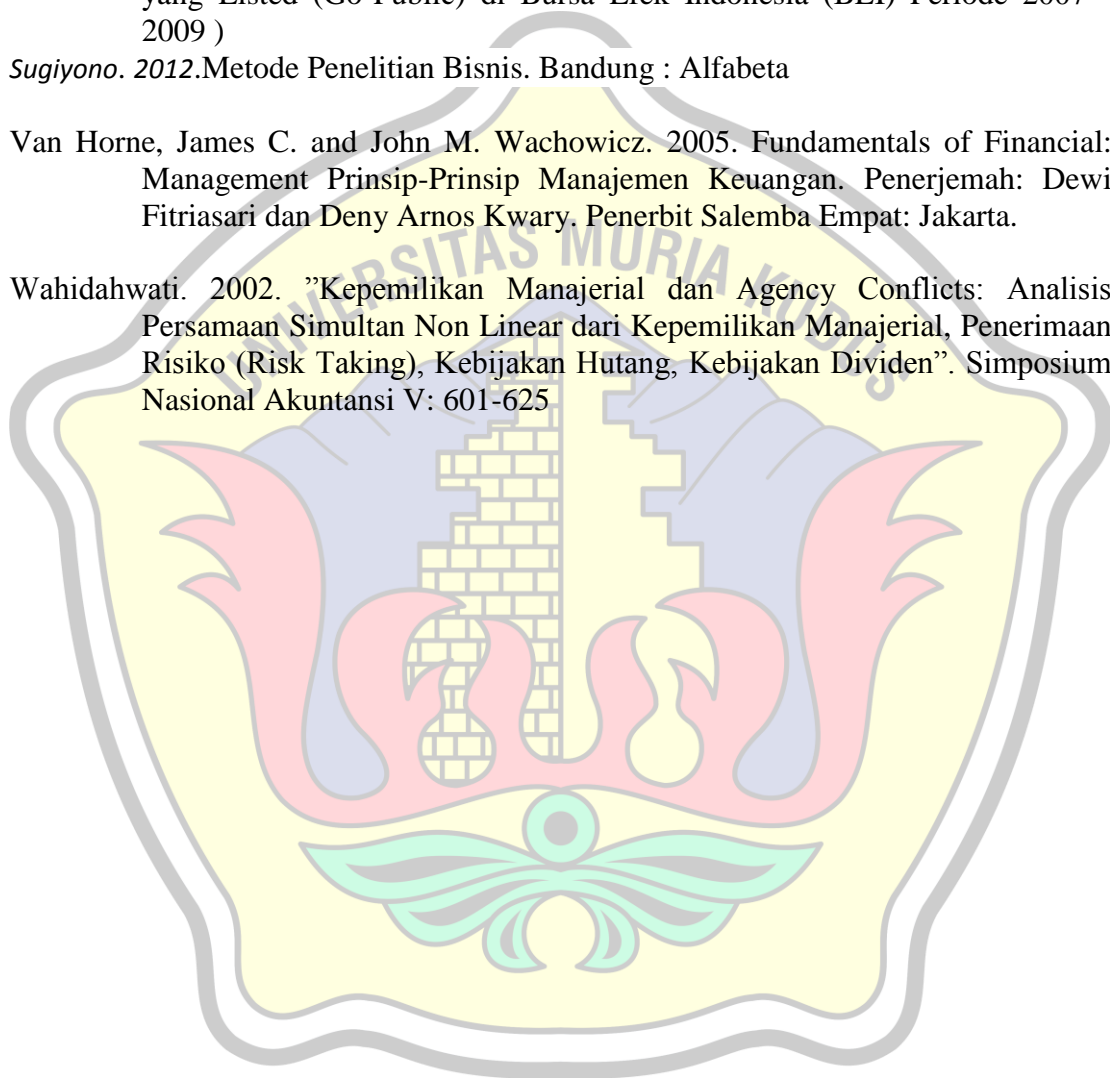 yang Listed (Go-Public) di Bursa Efek Indonesia (BEI) Periode 2007 -
2009 )
Sugiyono. 2012.Metode Penelitian Bisnis. Bandung : Alfabeta
Van Horne, James C. and John M. Wachowicz. 2005. Fundamentals of Financial:
Management Prinsip-Prinsip Manajemen Keuangan. Penerjemah: Dewi
Fitriasari dan Deny Arnos Kwary. Penerbit Salemba Empat: Jakarta.
UNIVERSITAS MURIA KUDUS
Wahidahwati. 2002. ”Kepemilikan Manajerial dan Agency Conflicts: Analisis
Persamaan Simultan Non Linear dari Kepemilikan Manajerial, Penerimaan
Risiko (Risk Taking), Kebijakan Hutang, Kebijakan Dividen”. Simposium
Nasional Akuntansi V: 601-625